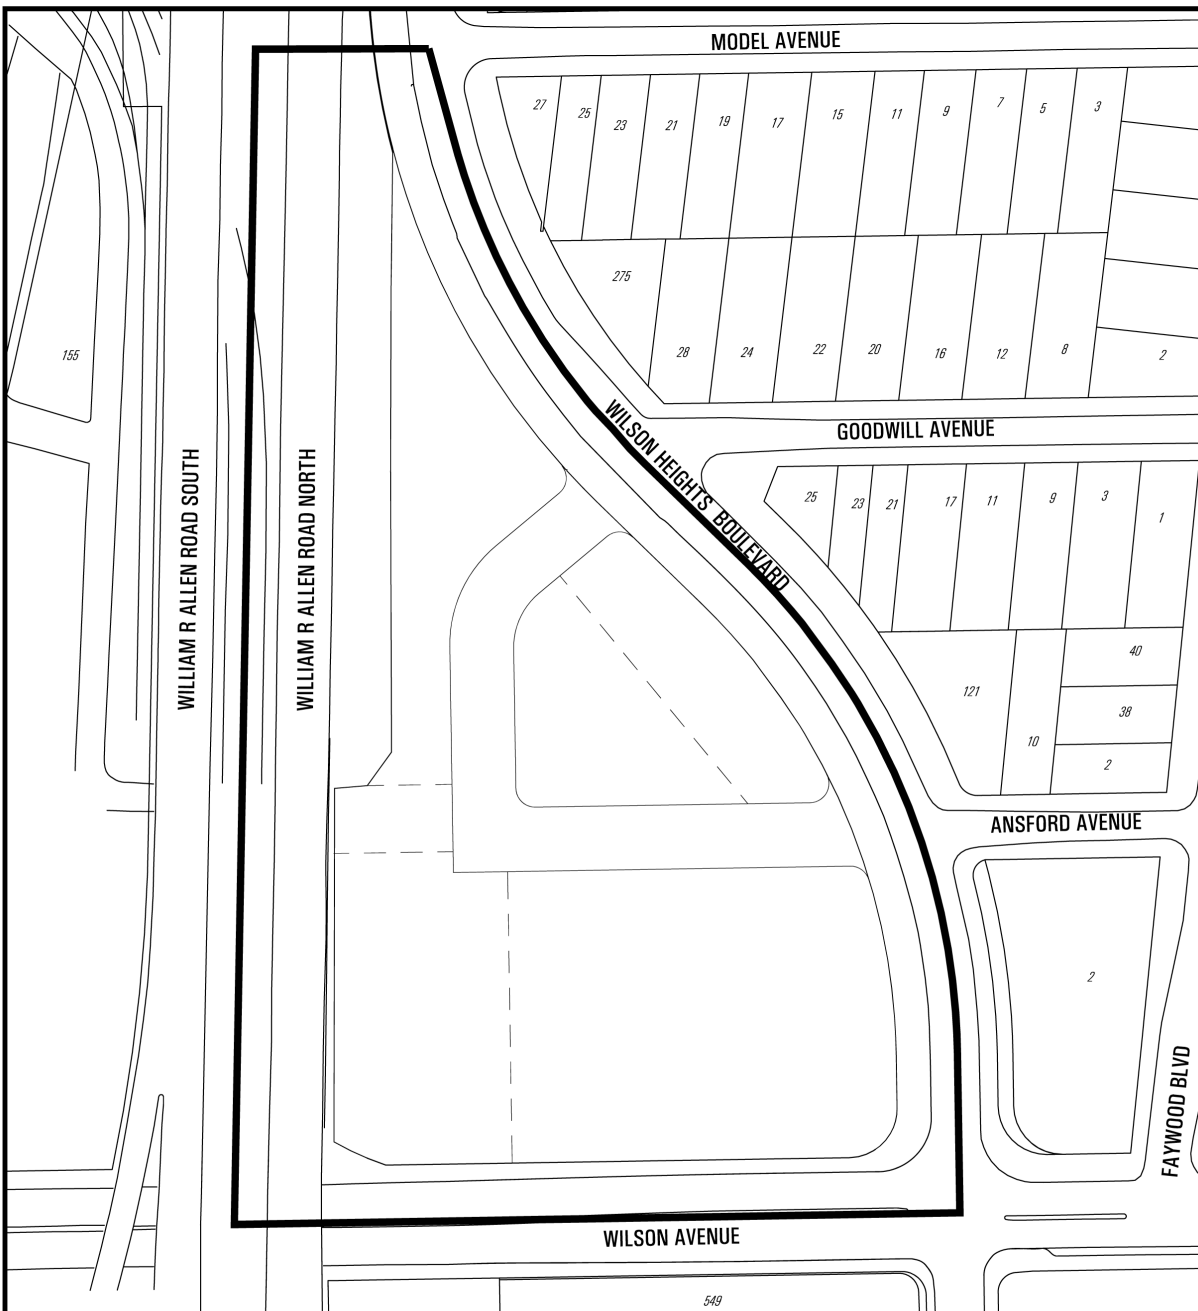 MODEL AVENUE
27 25 23 21 19 17 15 11 9 7 5 3
275
28 24 22 20 16 12 8 2
155
WILSON HEIGHTS BOULEVARD
GOODWILL AVENUE
WILLIAM R ALLEN ROAD SOUTH
WILLIAM R ALLEN ROAD NORTH
25 23 21 17 11 9 3 1
40
121
38
10
2
ANSFORD AVENUE
2
FAYWOOD BLVD
WILSON AVENUE
549